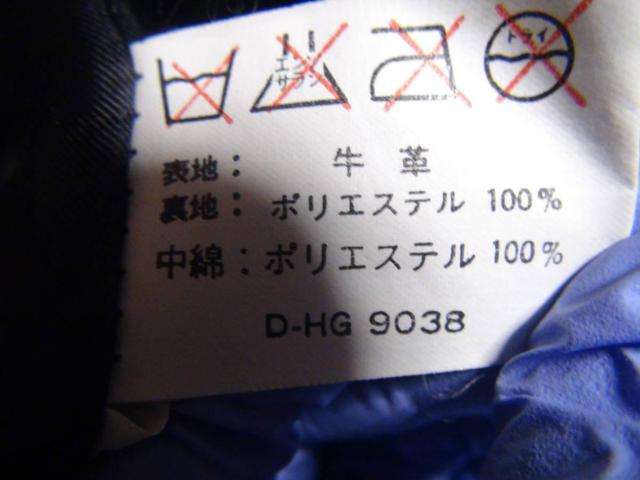 エンソ
サラシ
ドライ
表地: 牛革
裏地: ポリエステル 100%
中綿: ポリエステル 100%
D-HG 9038